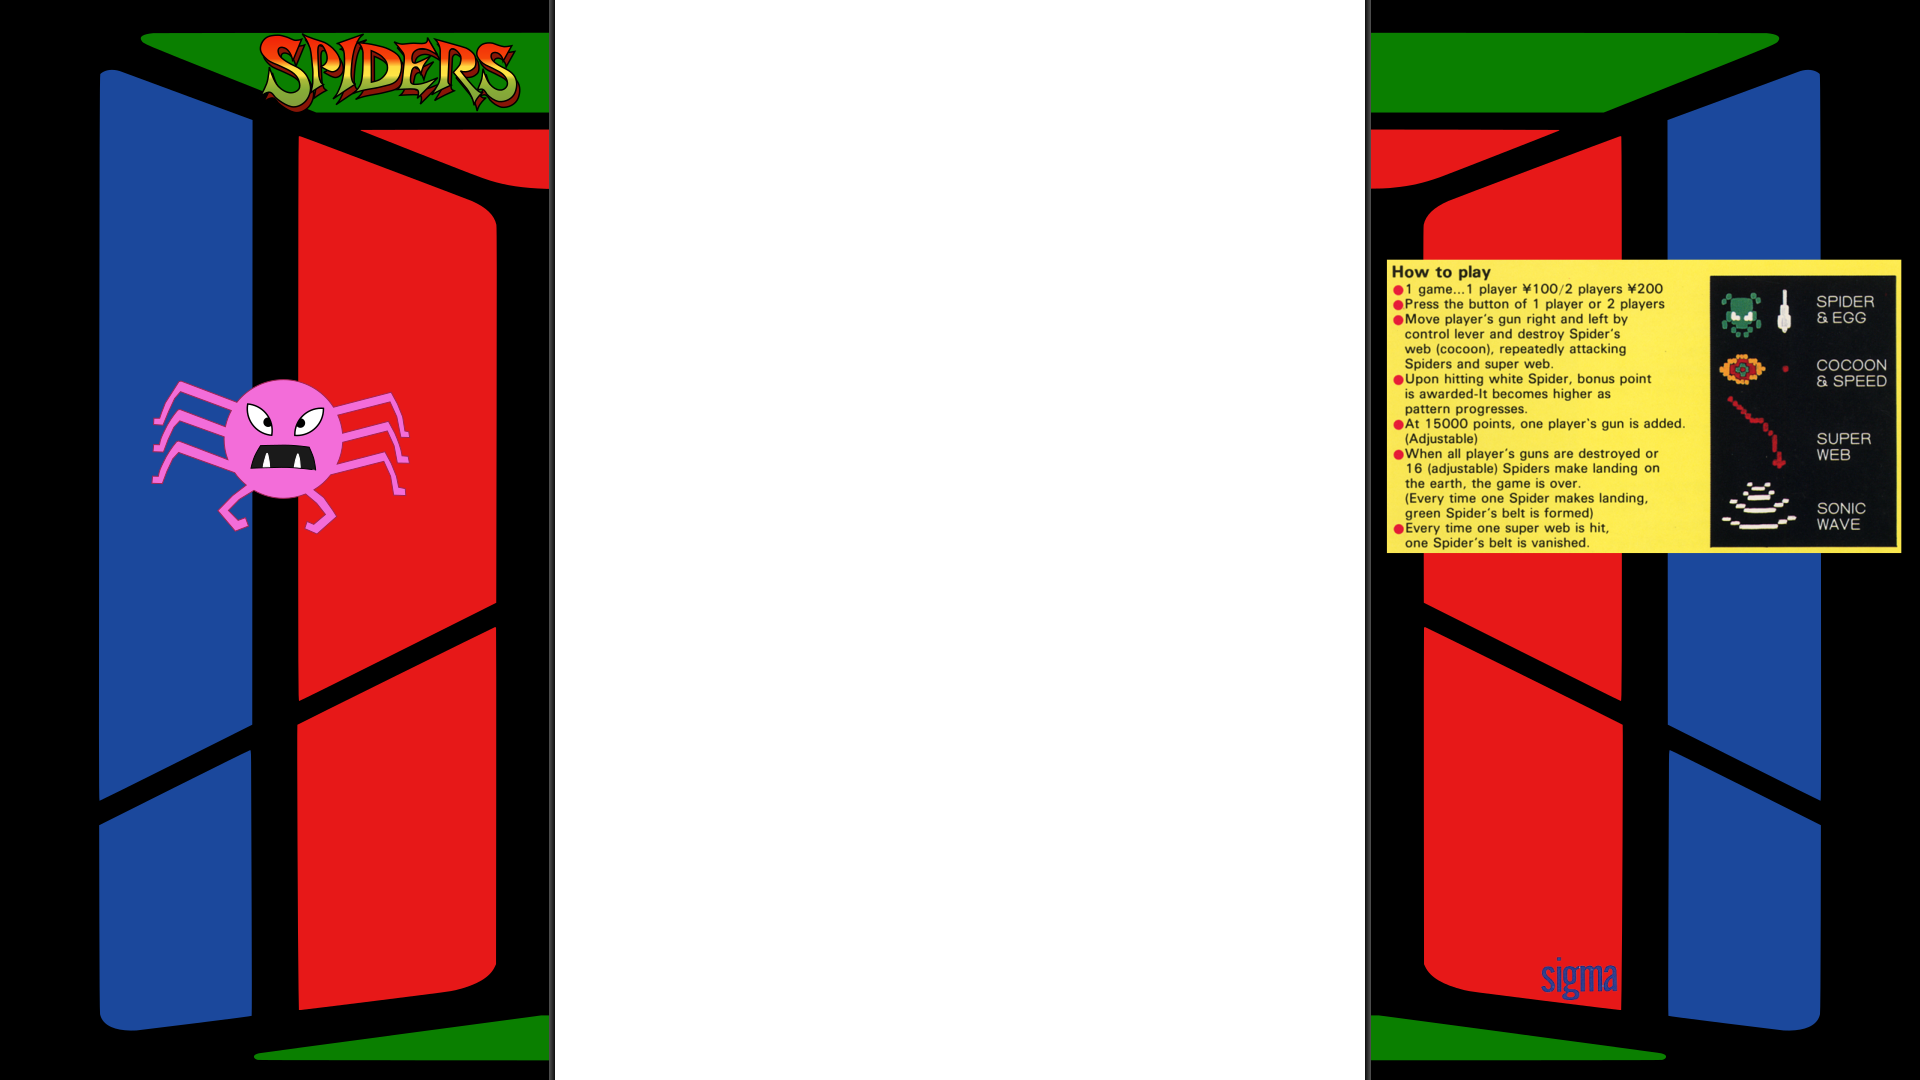 SPIDERS
How to play
●1 game...1 player ¥100/2 players ¥200
●Press the button of 1 player or 2 players
●Move player's gun right and left by
control lever and destroy Spider's
web (cocoon), repeatedly attacking
Spiders and super web.
●Upon hitting white Spider, bonus point
is awarded-It becomes higher as
pattern progresses.
●At 15000 points, one player's gun is added.
(Adjustable)
●When all player's guns are destroyed or
16 (adjustable) Spiders make landing on
the earth, the game is over.
(Every time one Spider makes landing,
green Spider's belt is formed)
●Every time one super web is hit,
one Spider's belt is vanished.
SPIDER
& EGG
COCOON
& SPEED
SUPER
WEB
SONIC
WAVE
sigma